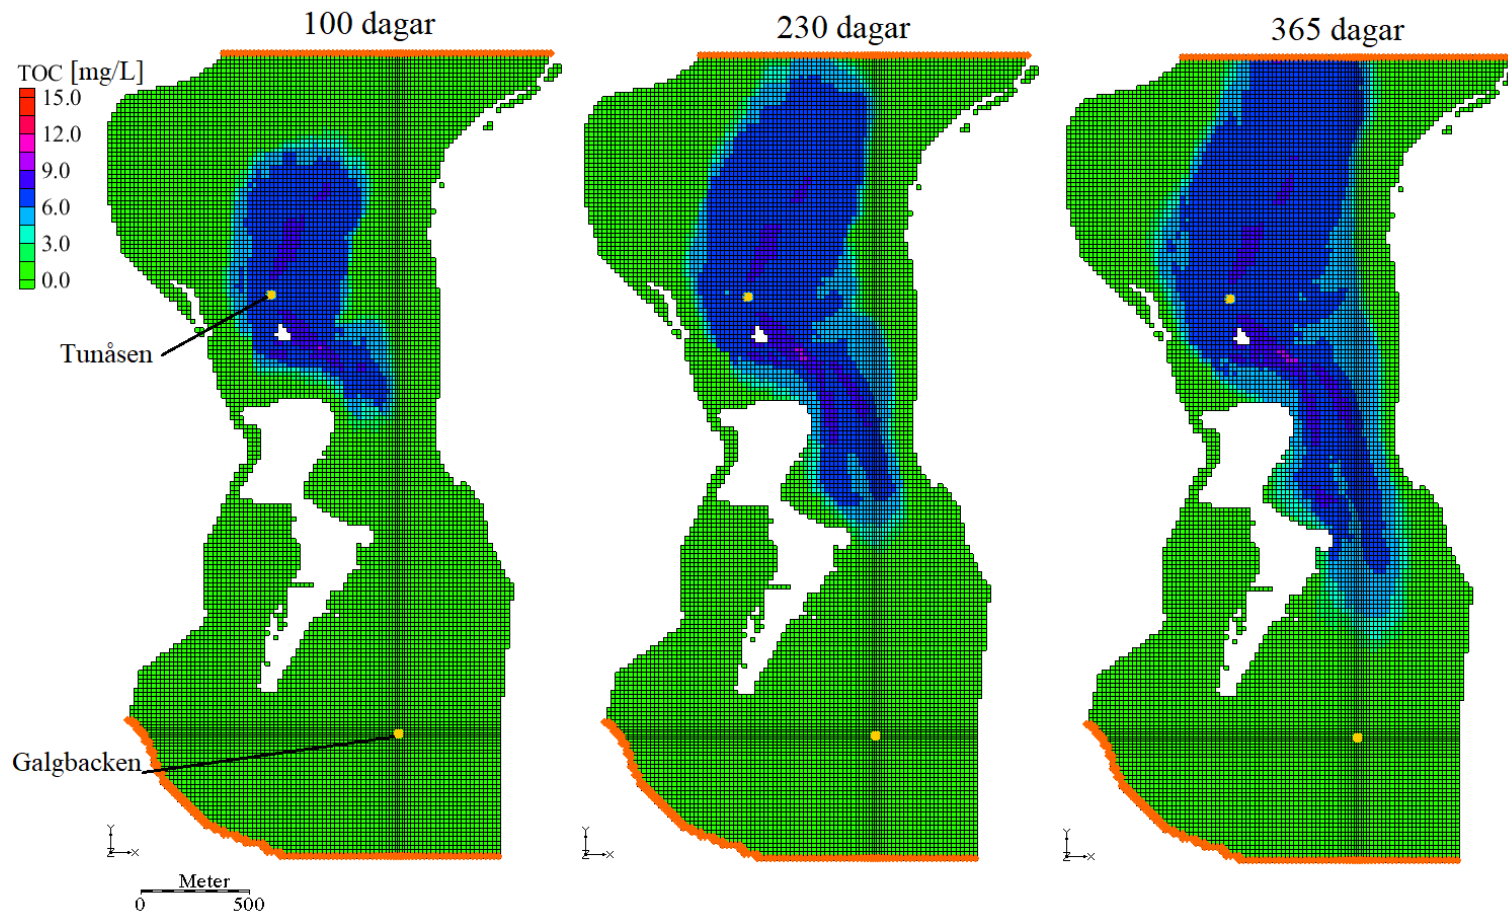 100 dagar
230 dagar
365 dagar
TOC [mg/L]
15.0
12.0
9.0
6.0
3.0
0.0
Tunåsen
Galgbacken
Y
Z X
Y
Z X
Y
Z X
Meter
0 500